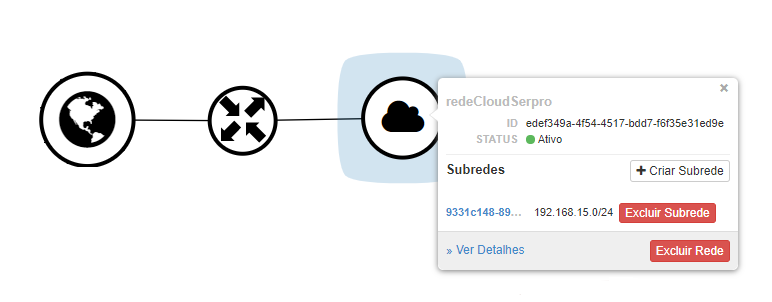 ×
redeCloudSerpro
ID edef349a-4f54-4517-bdd7-f6f35e31ed9e
STATUS Ativo
Subredes + Criar Subrede
9331c148-89... 192.168.15.0/24 Excluir Subrede
» Ver Detalhes Excluir Rede